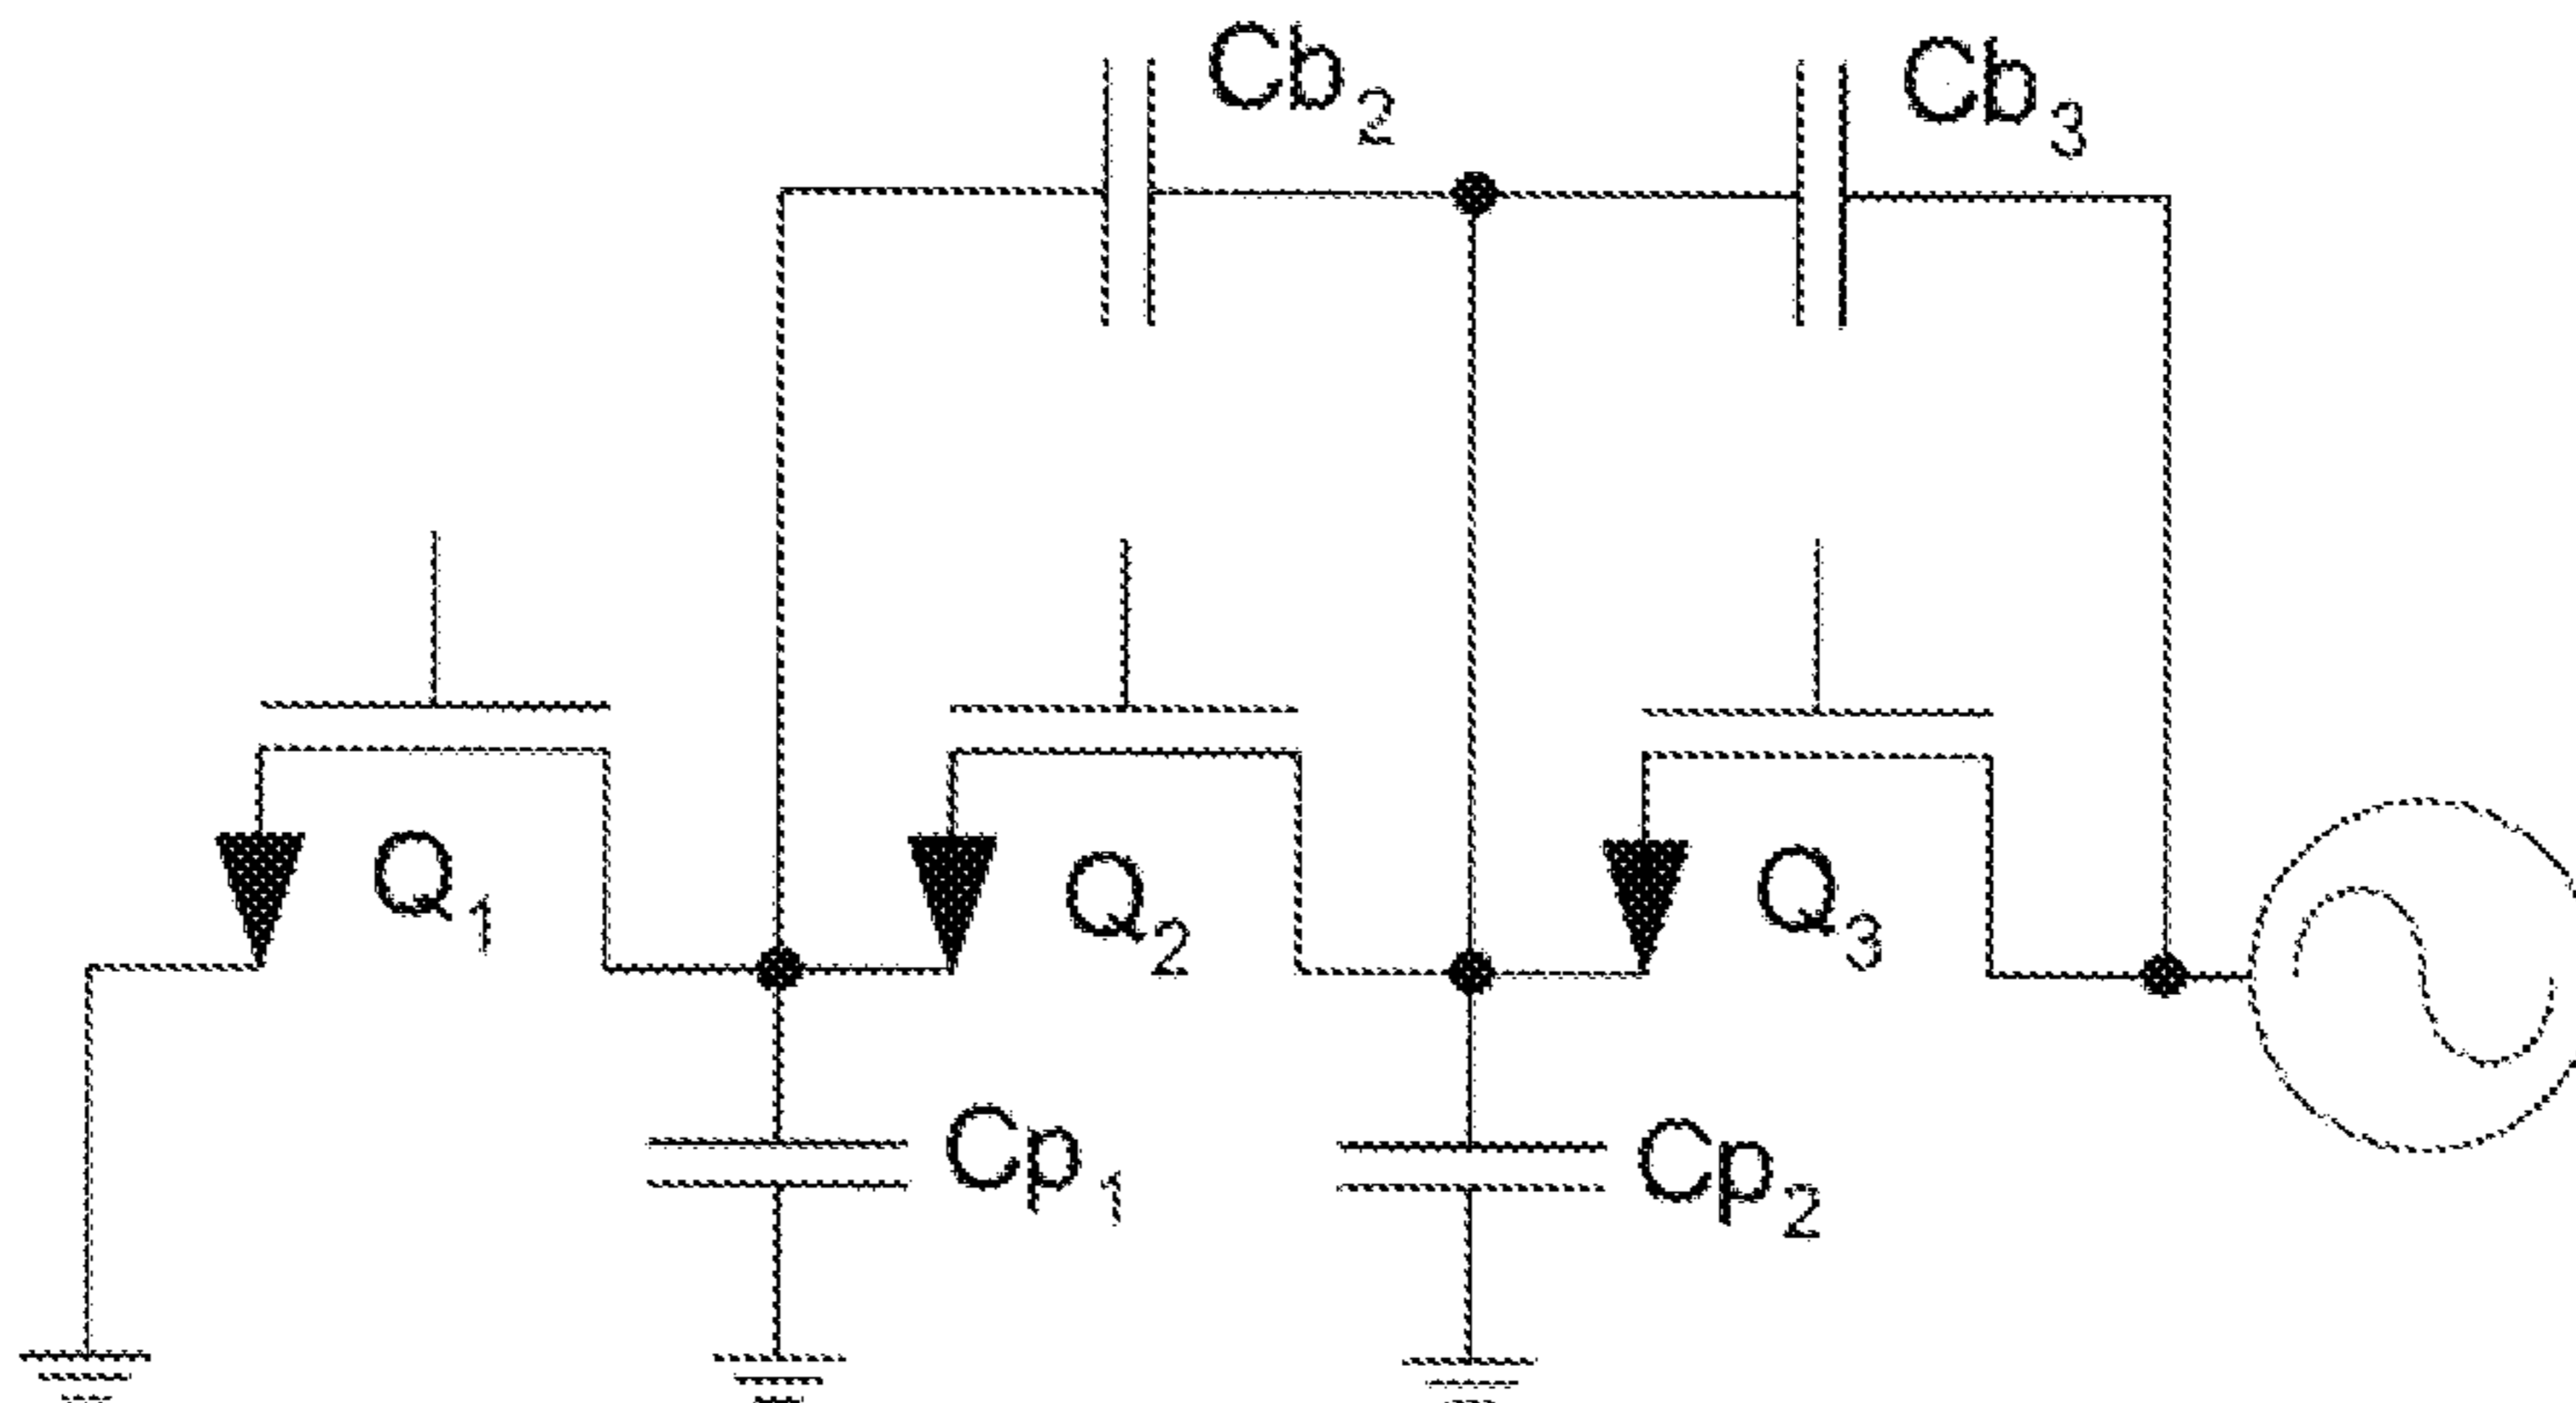 Cb₂
Cb₃
Q₁
Q₂
Q₃
Cp₁
Cp₂